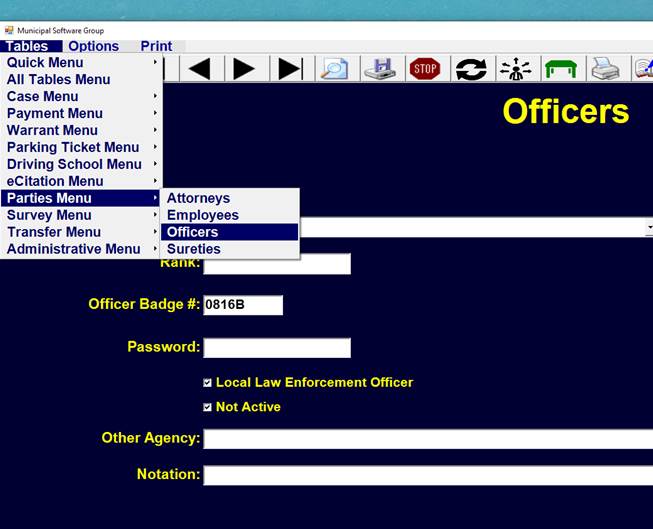 Municipal Software Group
Tables Options Print
Quick Menu
All Tables Menu
Case Menu
Payment Menu
Warrant Menu
Parking Ticket Menu
Driving School Menu
eCitation Menu
Parties Menu
Survey Menu
Transfer Menu
Administrative Menu
Attorneys
Employees
Officers
Sureties
STOP
Officers
Rank:
Officer Badge #: 0816B
Password:
Local Law Enforcement Officer
Not Active
Other Agency:
Notation: